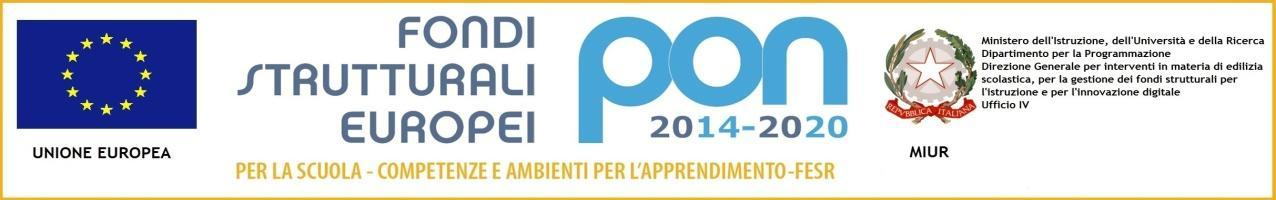 UNIONE EUROPEA
FONDI
STRUTTURALI
EUROPEI
pon
2014-2020
PER LA SCUOLA - COMPETENZE E AMBIENTI PER L'APPRENDIMENTO-FESR
REPVBBLICA ITALIANA
MIUR
Ministero dell'Istruzione, dell'Università e della Ricerca
Dipartimento per la Programmazione
Direzione Generale per interventi in materia di edilizia
scolastica, per la gestione dei fondi strutturali per
l'istruzione e per l'innovazione digitale
Ufficio IV